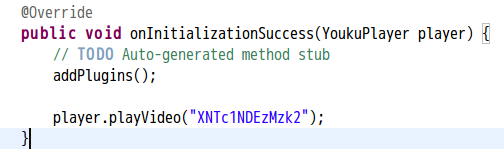 @Override
public void onInitializationSuccess(YoukuPlayer player) {
// TODO Auto-generated method stub
addPlugins();
player.playVideo("XNTc1NDEzMzk2");
}